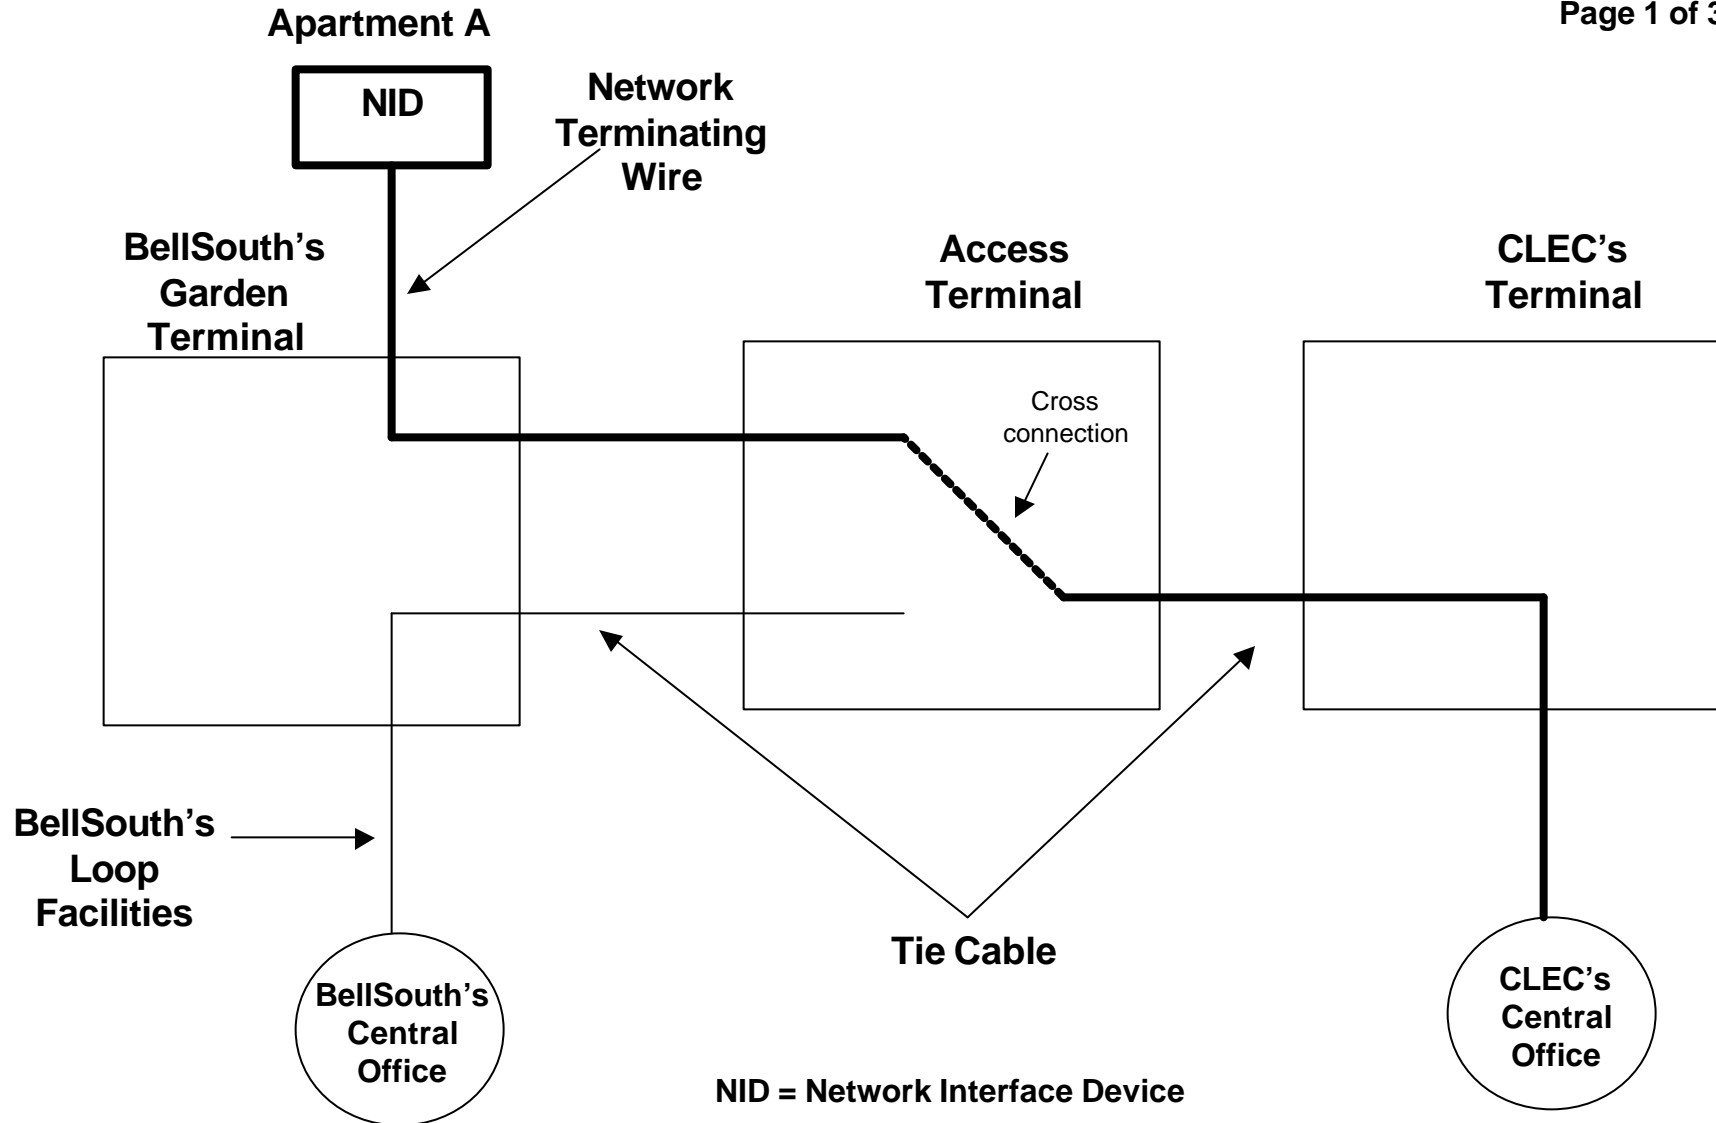 Apartment A
Page 1 of 3
NID
Network
Terminating
Wire
BellSouth’s
Garden
Terminal
Access
Terminal
CLEC’s
Terminal
Cross
connection
BellSouth’s
Loop
Facilities
Tie Cable
BellSouth’s
Central
Office
CLEC’s
Central
Office
NID = Network Interface Device